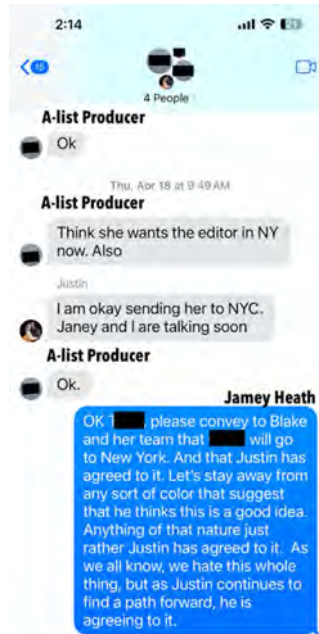 2:14
16
4 People
A-list Producer
Ok
Thu, Apr 18 at 9:49 AM
A-list Producer
Think she wants the editor in NY
now. Also
Justin
I am okay sending her to NYC.
Janey and I are talking soon
A-list Producer
Ok.
Jamey Heath
OK T , please convey to Blake
and her team that will go
to New York. And that Justin has
agreed to it. Let's stay away from
any sort of color that suggest
that he thinks this is a good idea.
Anything of that nature just
rather Justin has agreed to it. As
we all know, we hate this whole
thing, but as Justin continues to
find a path forward, he is
agreeing to it.